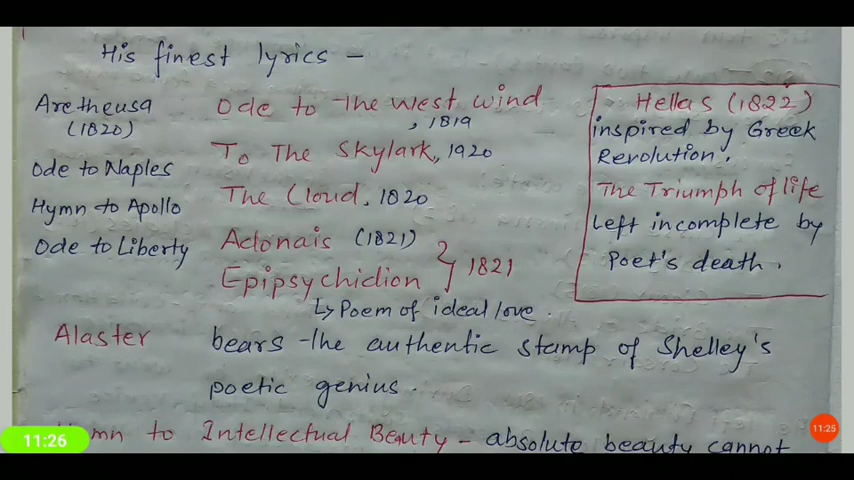 His finest lyrics –
Aretheusa
(1820)
Ode to Naples
Hymn to Apollo
Ode to Liberty
Ode to the west wind
, 1819
To The Skylark, 1920
The Cloud, 1820
Adonais (1821)
Epipsychidion } 1821
↳ Poem of ideal love.
Hellas (1822)
inspired by Greek
Revolution.
The Triumph of life
Left incomplete by
Poet's death.
Alaster bears the authentic stamp of Shelley's
poetic genius.
Hymn to Intellectual Beauty – absolute beauty cannot
11:26
11:25